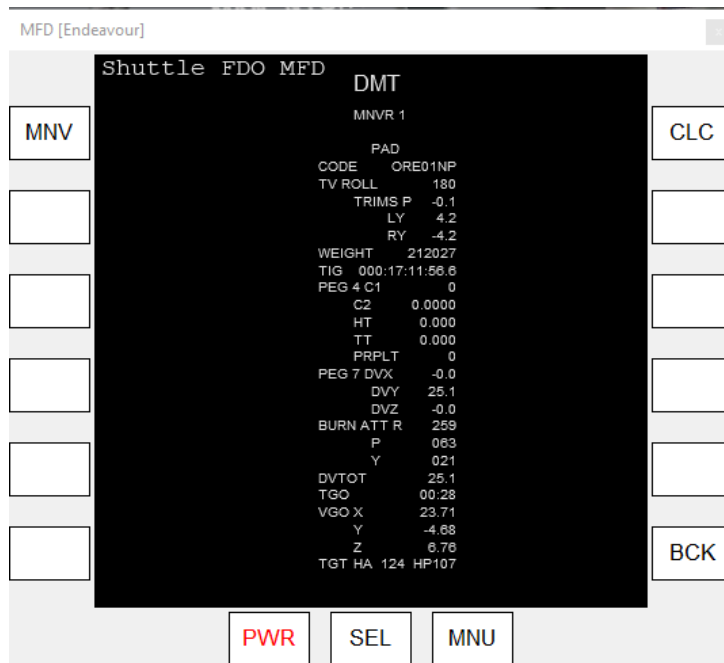 MFD [Endeavour]
Shuttle FDO MFD
DMT
MNVR 1
MNV
CLC
PAD
CODE ORE01NP
TV ROLL 180
TRIMS P -0.1
LY 4.2
RY -4.2
WEIGHT 212027
TIG 000:17:11:56.6
PEG 4 C1 0
C2 0.0000
HT 0.000
TT 0.000
PRPLT 0
PEG 7 DVX -0.0
DVY 25.1
DVZ -0.0
BURN ATT R 259
P 063
Y 021
DVTOT 25.1
TGO 00:28
VGO X 23.71
Y -4.68
Z 6.76
TGT HA 124 HP107
BCK
PWR SEL MNU